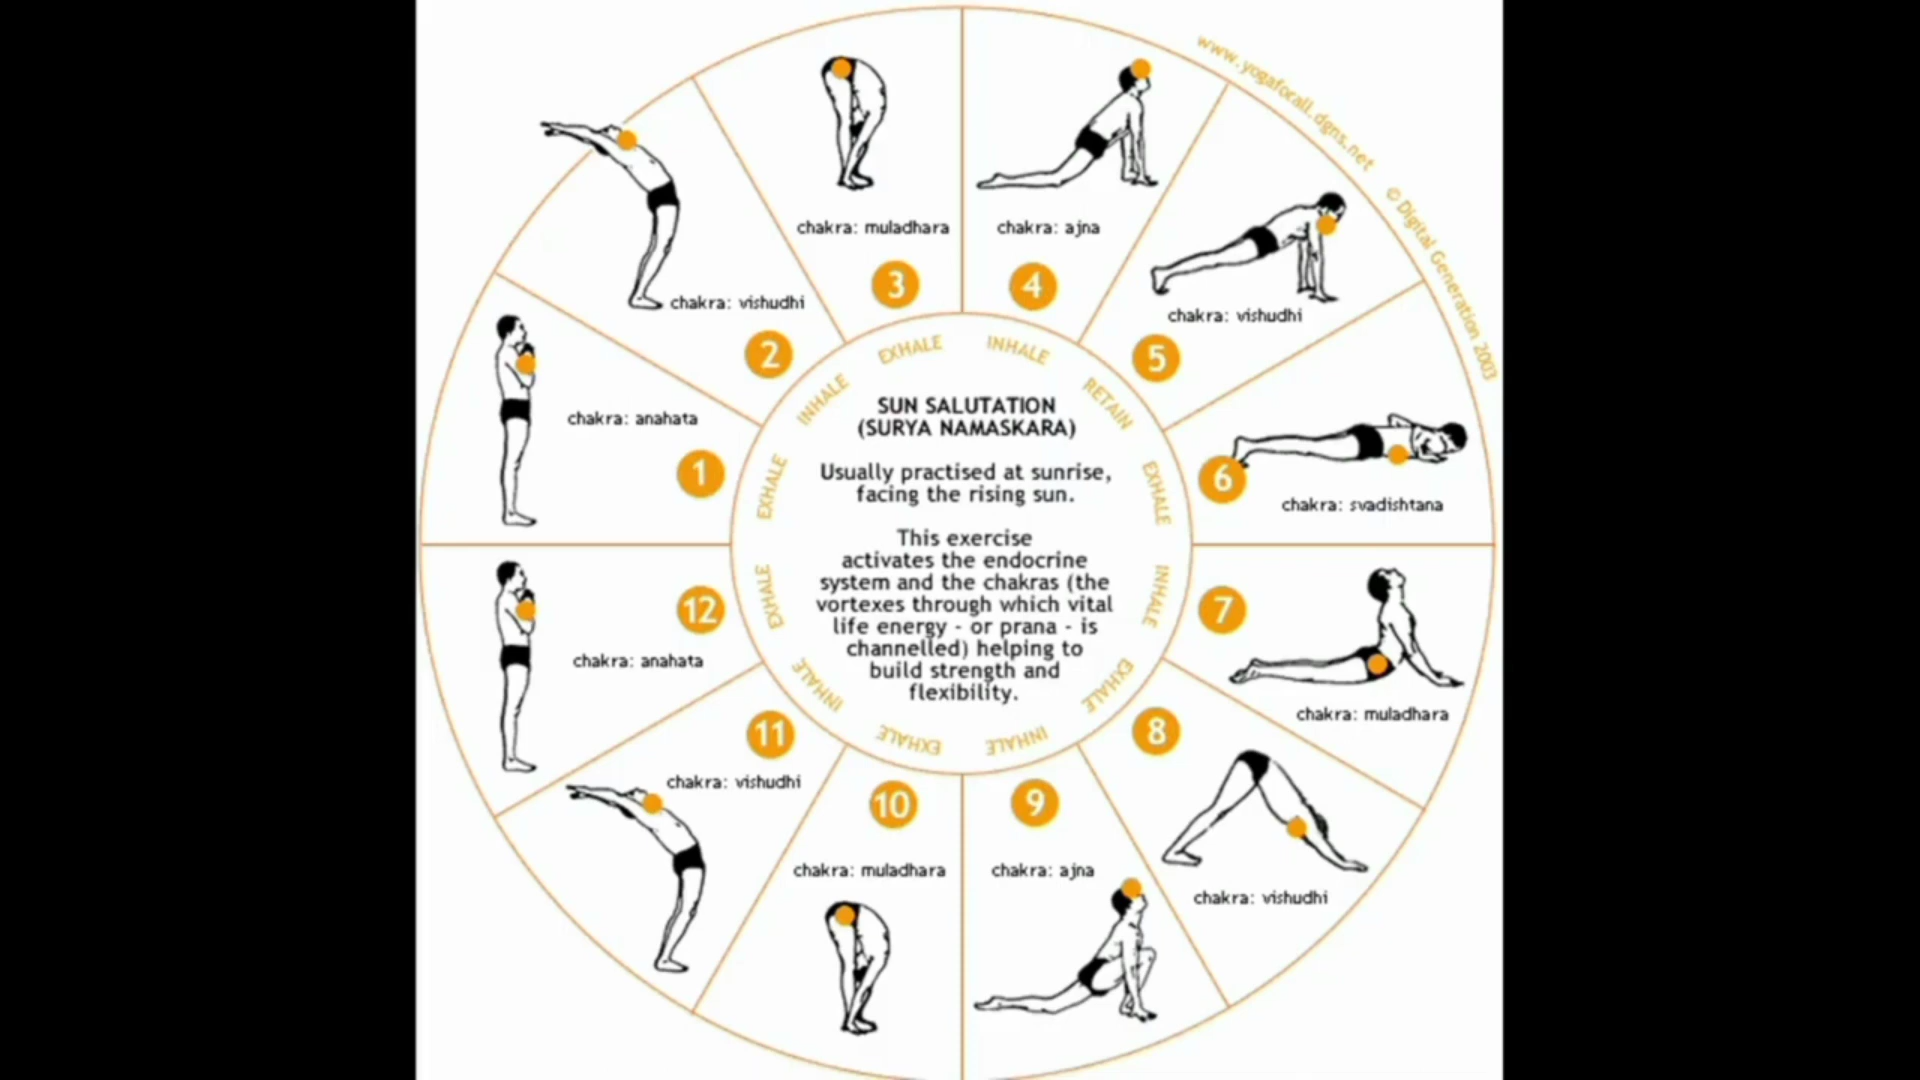 www.yogaforall.dgns.net
© Digital Generation 2003
SUN SALUTATION
(SURYA NAMASKARA)
Usually practised at sunrise,
facing the rising sun.
This exercise
activates the endocrine
system and the chakras (the
vortexes through which vital
life energy - or prana - is
channelled) helping to
build strength and
flexibility.
1
chakra: anahata
EXHALE
2
chakra: vishudhi
INHALE
3
chakra: muladhara
EXHALE
4
chakra: ajna
INHALE
5
chakra: vishudhi
RETAIN
6
chakra: svadishtana
EXHALE
7
chakra: muladhara
INHALE
8
chakra: vishudhi
EXHALE
9
chakra: ajna
INHALE
10
chakra: muladhara
EXHALE
11
chakra: vishudhi
INHALE
12
chakra: anahata
EXHALE